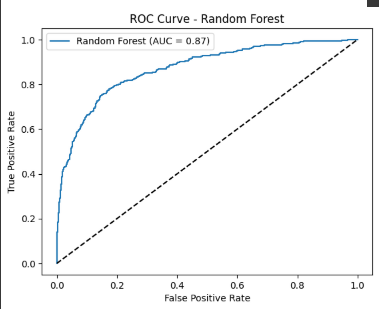 ROC Curve - Random Forest
Random Forest (AUC = 0.87)
True Positive Rate
1.0
0.8
0.6
0.4
0.2
0.0
0.0 0.2 0.4 0.6 0.8 1.0
False Positive Rate